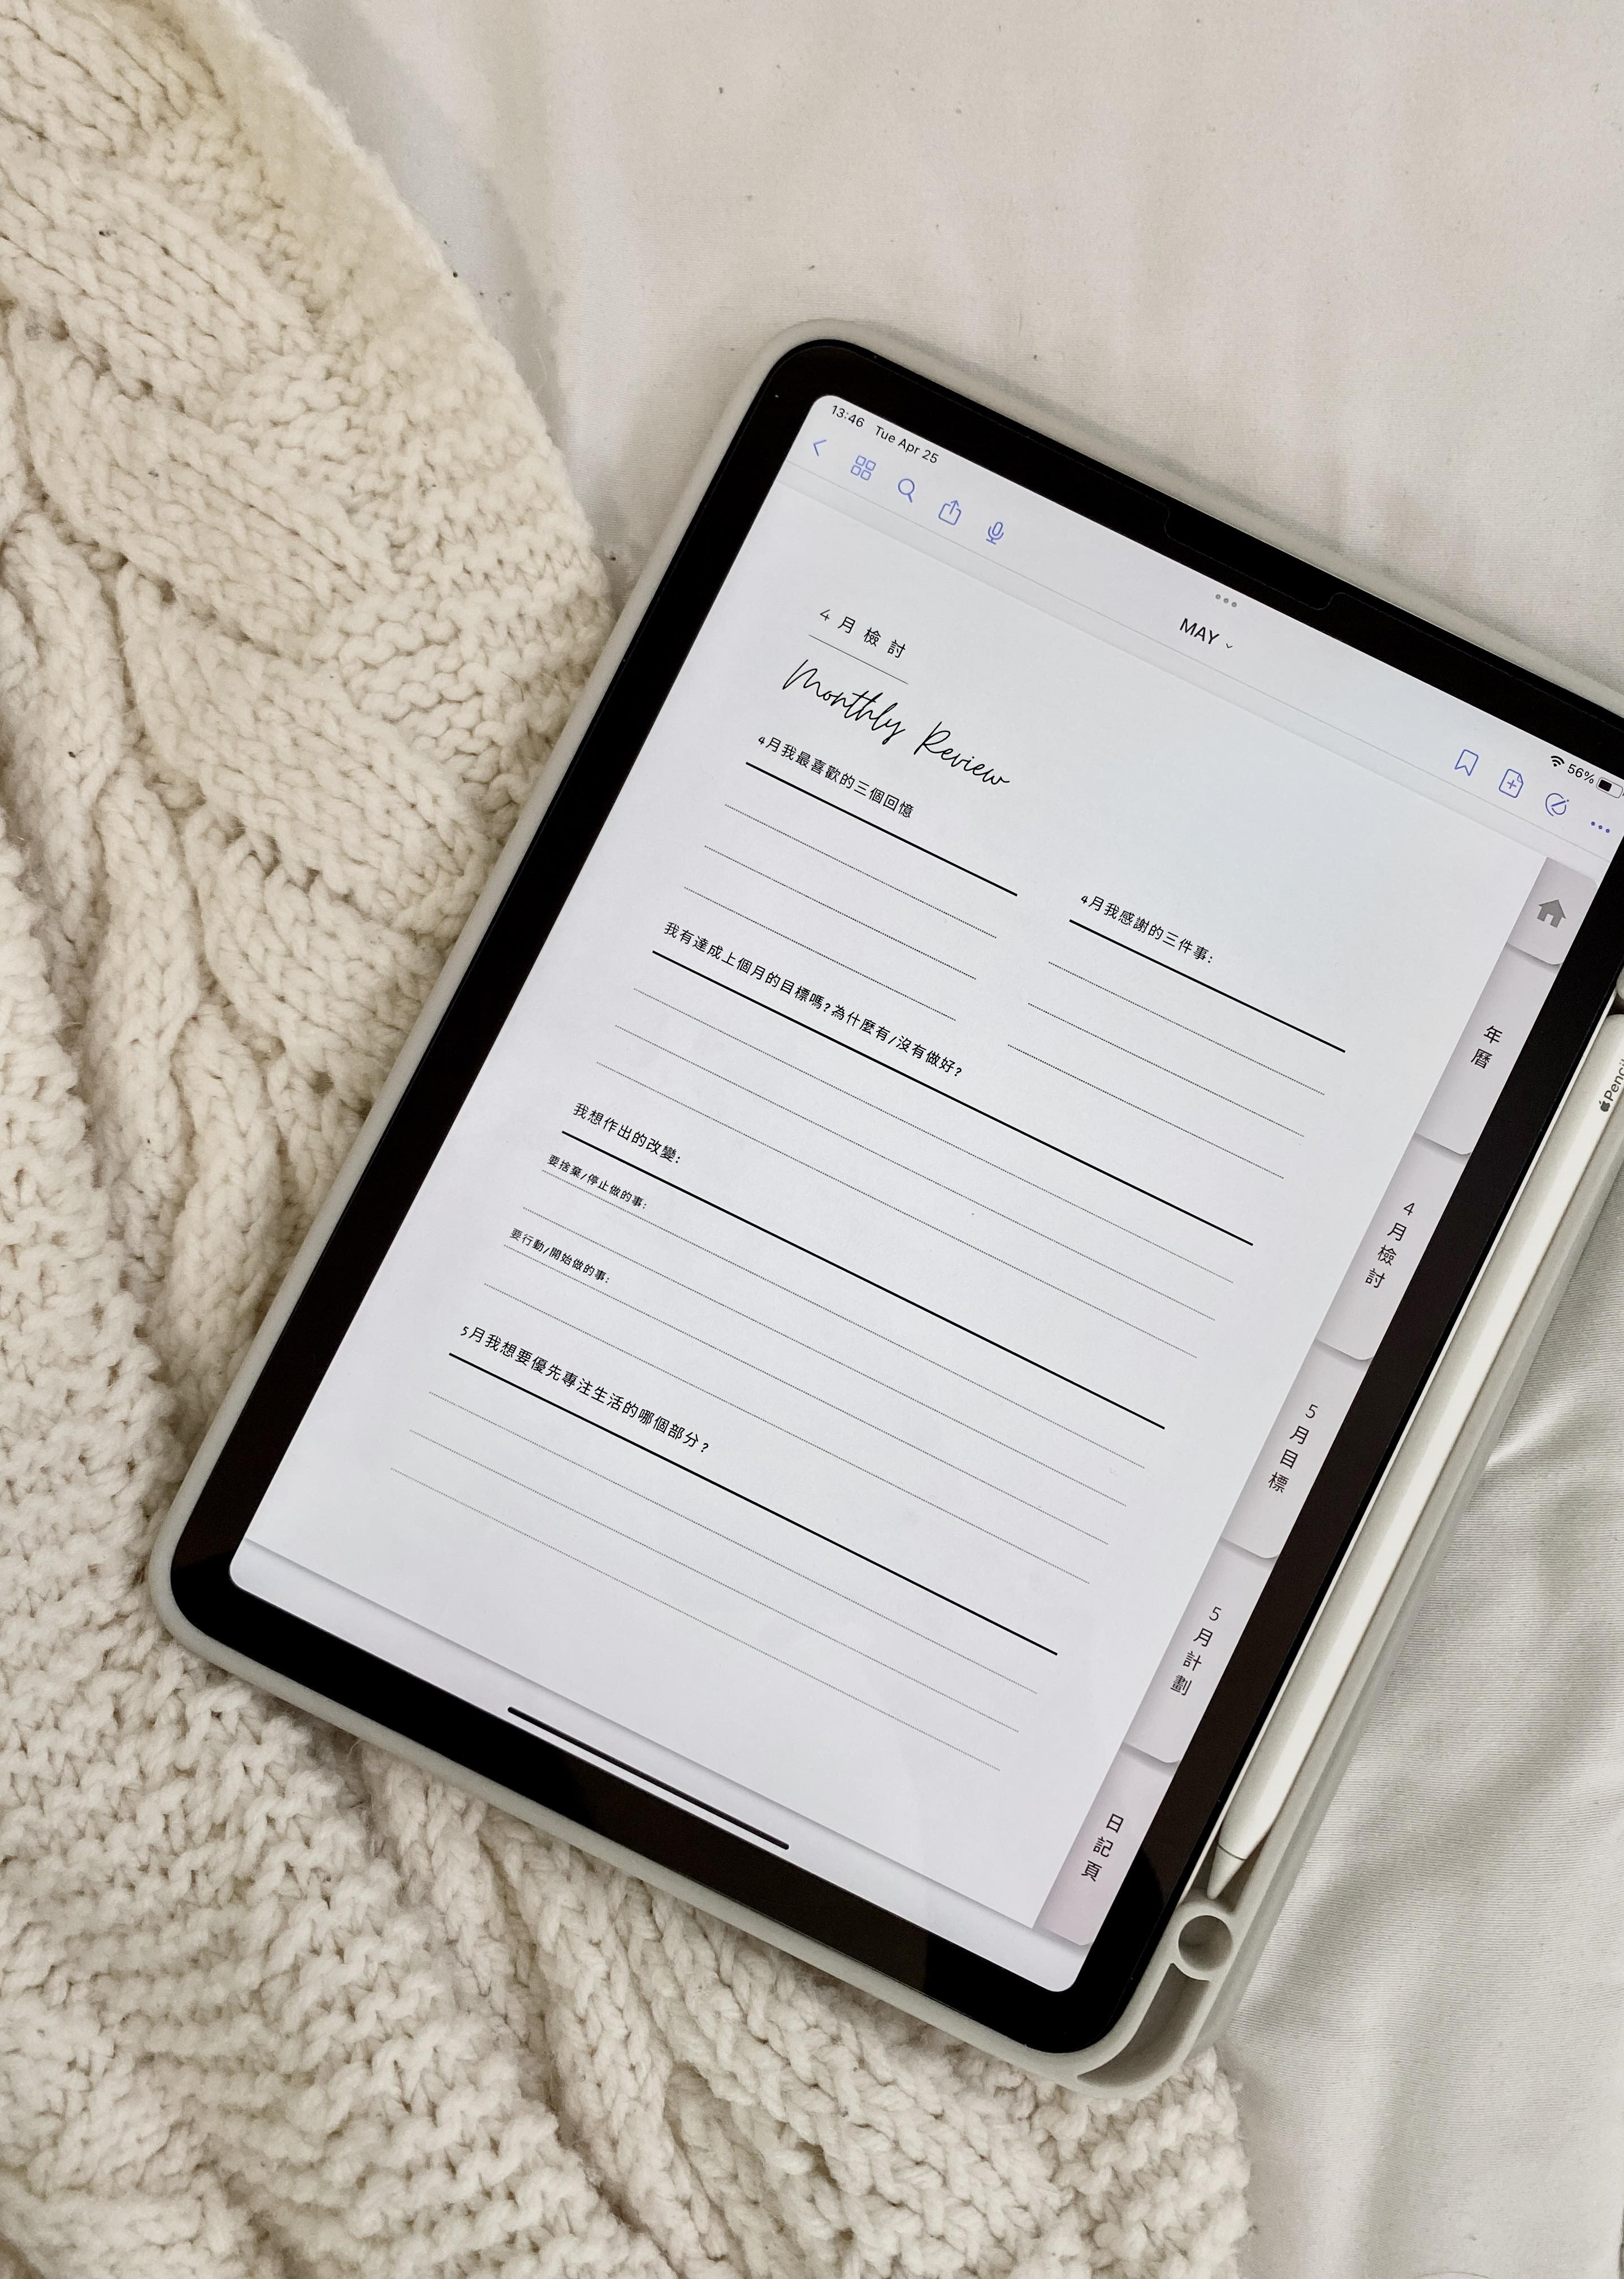 13:46 Tue Apr 25
56%
MAY
4月檢討
Monthly Review
4月我最喜歡的三個回憶
4月我感謝的三件事:
我有達成上個月的目標嗎?為什麼有/沒有做好?
我想作出的改變:
要捨棄/停止做的事:
要行動/開始做的事:
5月我想要優先專注生活的哪個部分?
年曆
4月檢討
5月目標
5月計劃
日記頁
Pencil